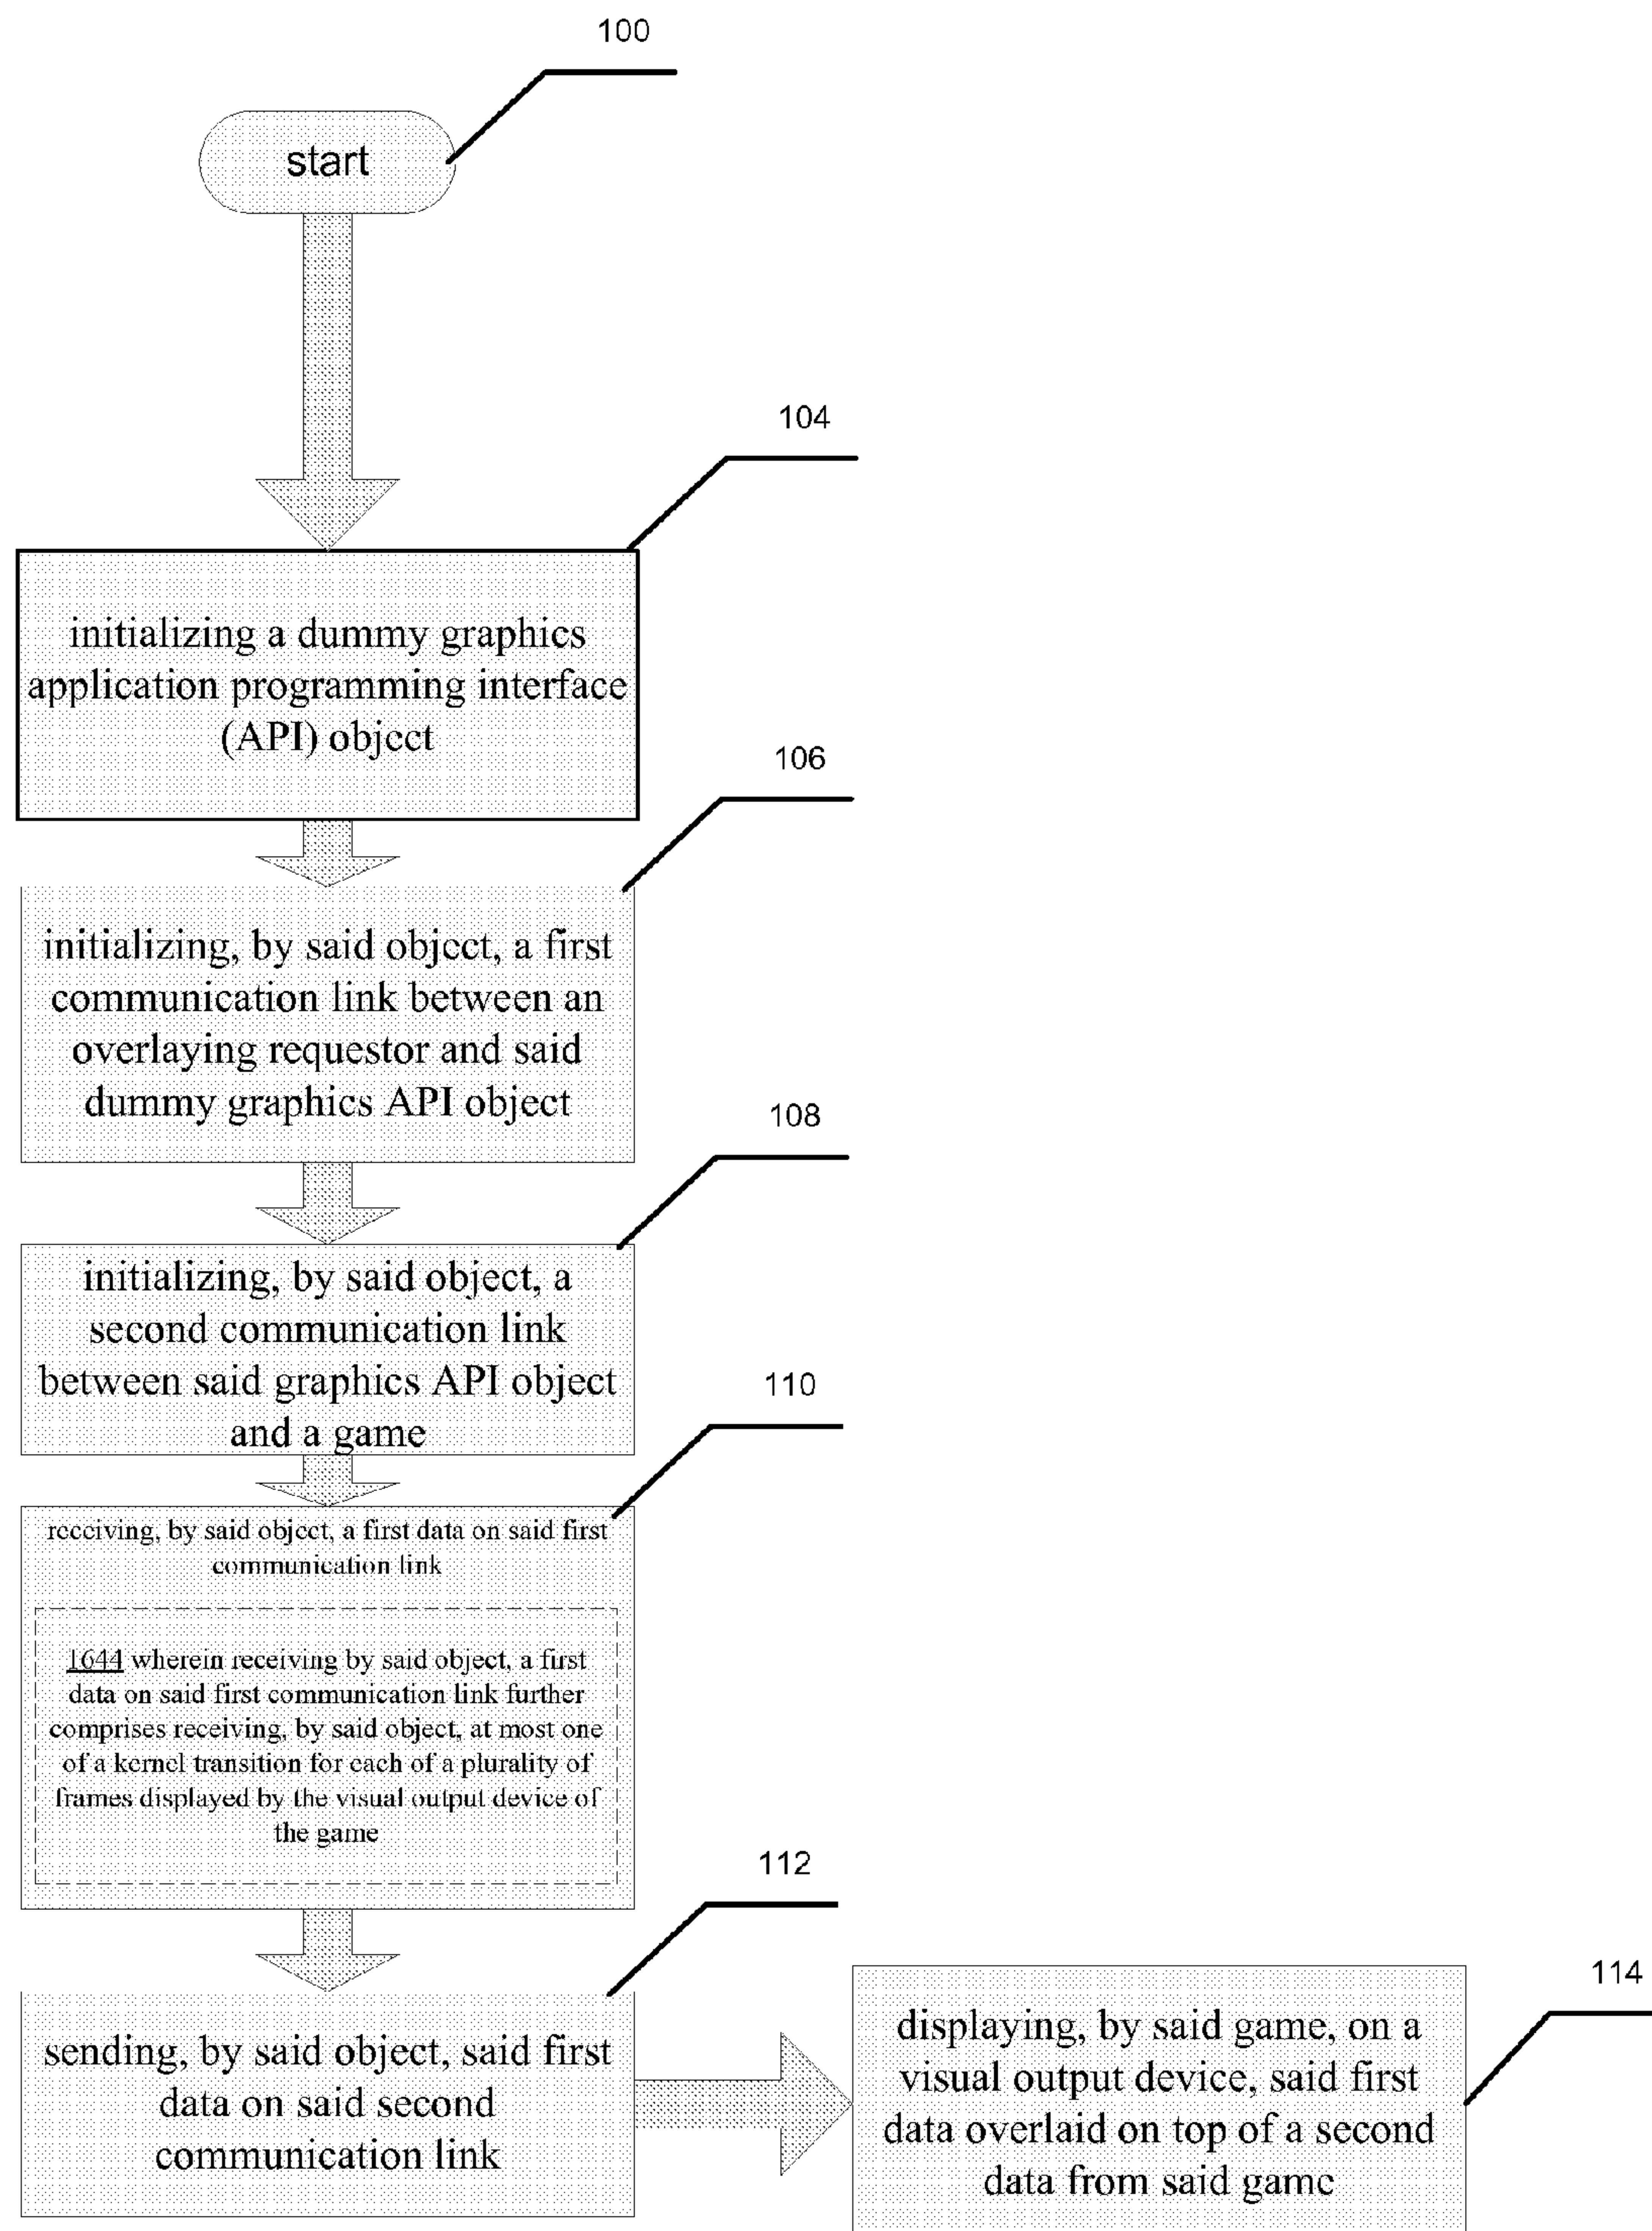 100
start
104
initializing a dummy graphics
application programming interface
(API) object
106
initializing, by said object, a first
communication link between an
overlaying requestor and said
dummy graphics API object
108
initializing, by said object, a
second communication link
between said graphics API object
and a game
110
receiving, by said object, a first data on said first
communication link
1644 wherein receiving by said object, a first
data on said first communication link further
comprises receiving, by said object, at most one
of a kernel transition for each of a plurality of
frames displayed by the visual output device of
the game
112
sending, by said object, said first
data on said second
communication link
114
displaying, by said game, on a
visual output device, said first
data overlaid on top of a second
data from said game